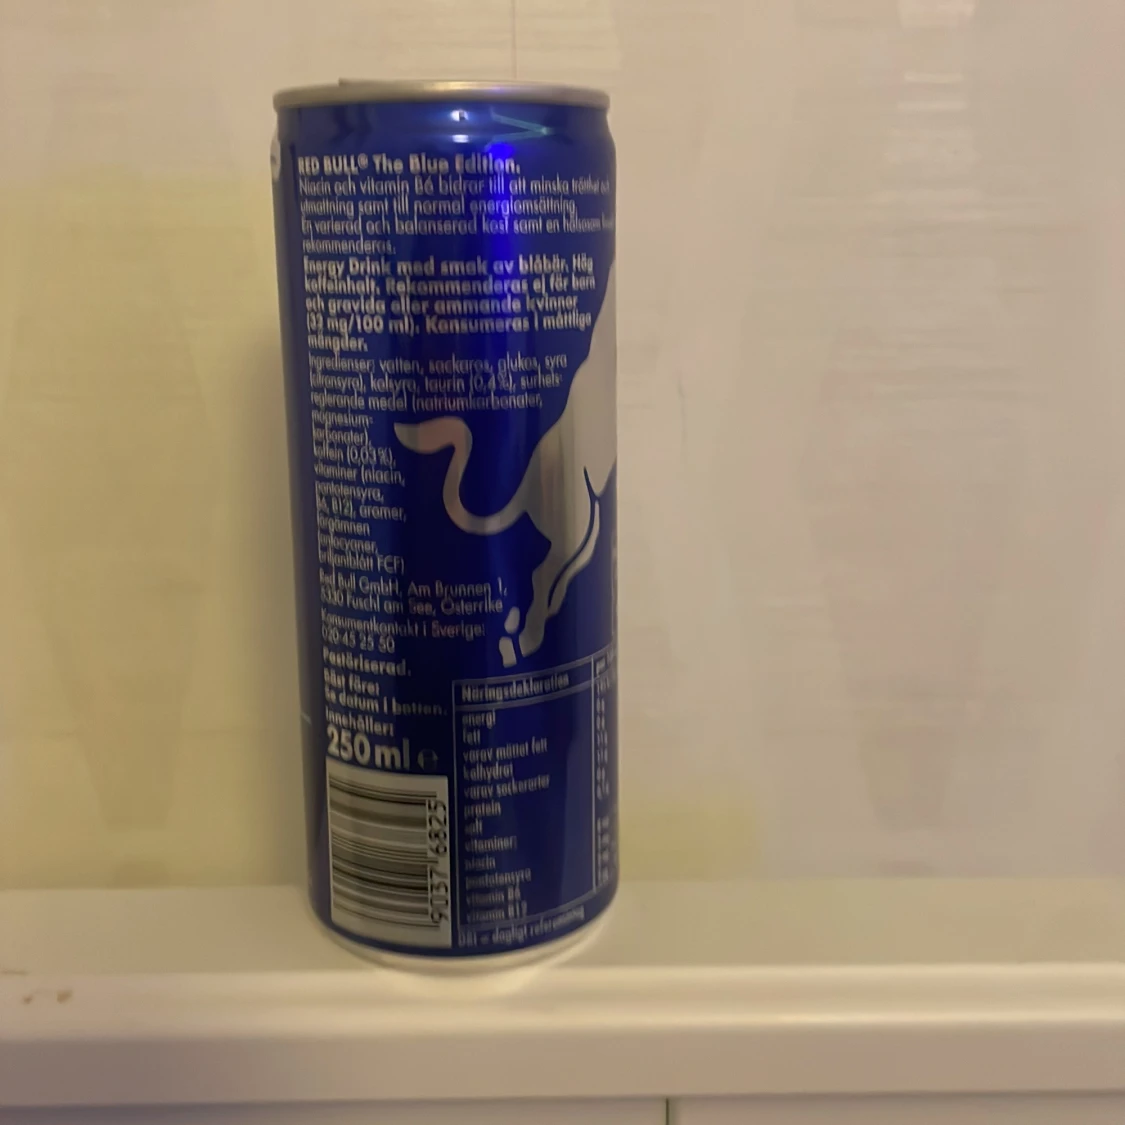 RED BULL® The Blue Edition.
Niacin och vitamin B6 bidrar till att minska trötthet och
utmattning samt till normal energiomsättning.
En varierad och balanserad kost samt en hälsosam
rekommenderas.
Energy Drink med smak av blåbär. Hög
koffeinhalt. Rekommenderas ej för barn
och gravida eller ammande kvinnor
(32 mg/100 ml). Konsumeras i måttliga
mängder.
Ingredienser: vatten, sackaros, glukos, syra
(citronsyra), kolsyra, taurin (0,4%), surhets-
reglerande medel (natriumkarbonater,
magnesium-
karbonater),
koffein (0,03%),
vitaminer (niacin,
pantotensyra,
B6, B12), aromer,
färgämnen
(antocyaner,
briljantblått FCF)
Red Bull GmbH, Am Brunnen 1,
5330 Fuschl am See, Österrike
Konsumentkontakt i Sverige:
020-45 25 50
Pastöriserad.
Bäst före:
Se datum i botten.
Innehåller:
250 ml e
9037 6825
Näringsdeklaration
energi
fett
varav mättat fett
kolhydrat
varav sockerarter
protein
salt
vitaminer:
niacin
pantotensyra
vitamin B6
vitamin B12